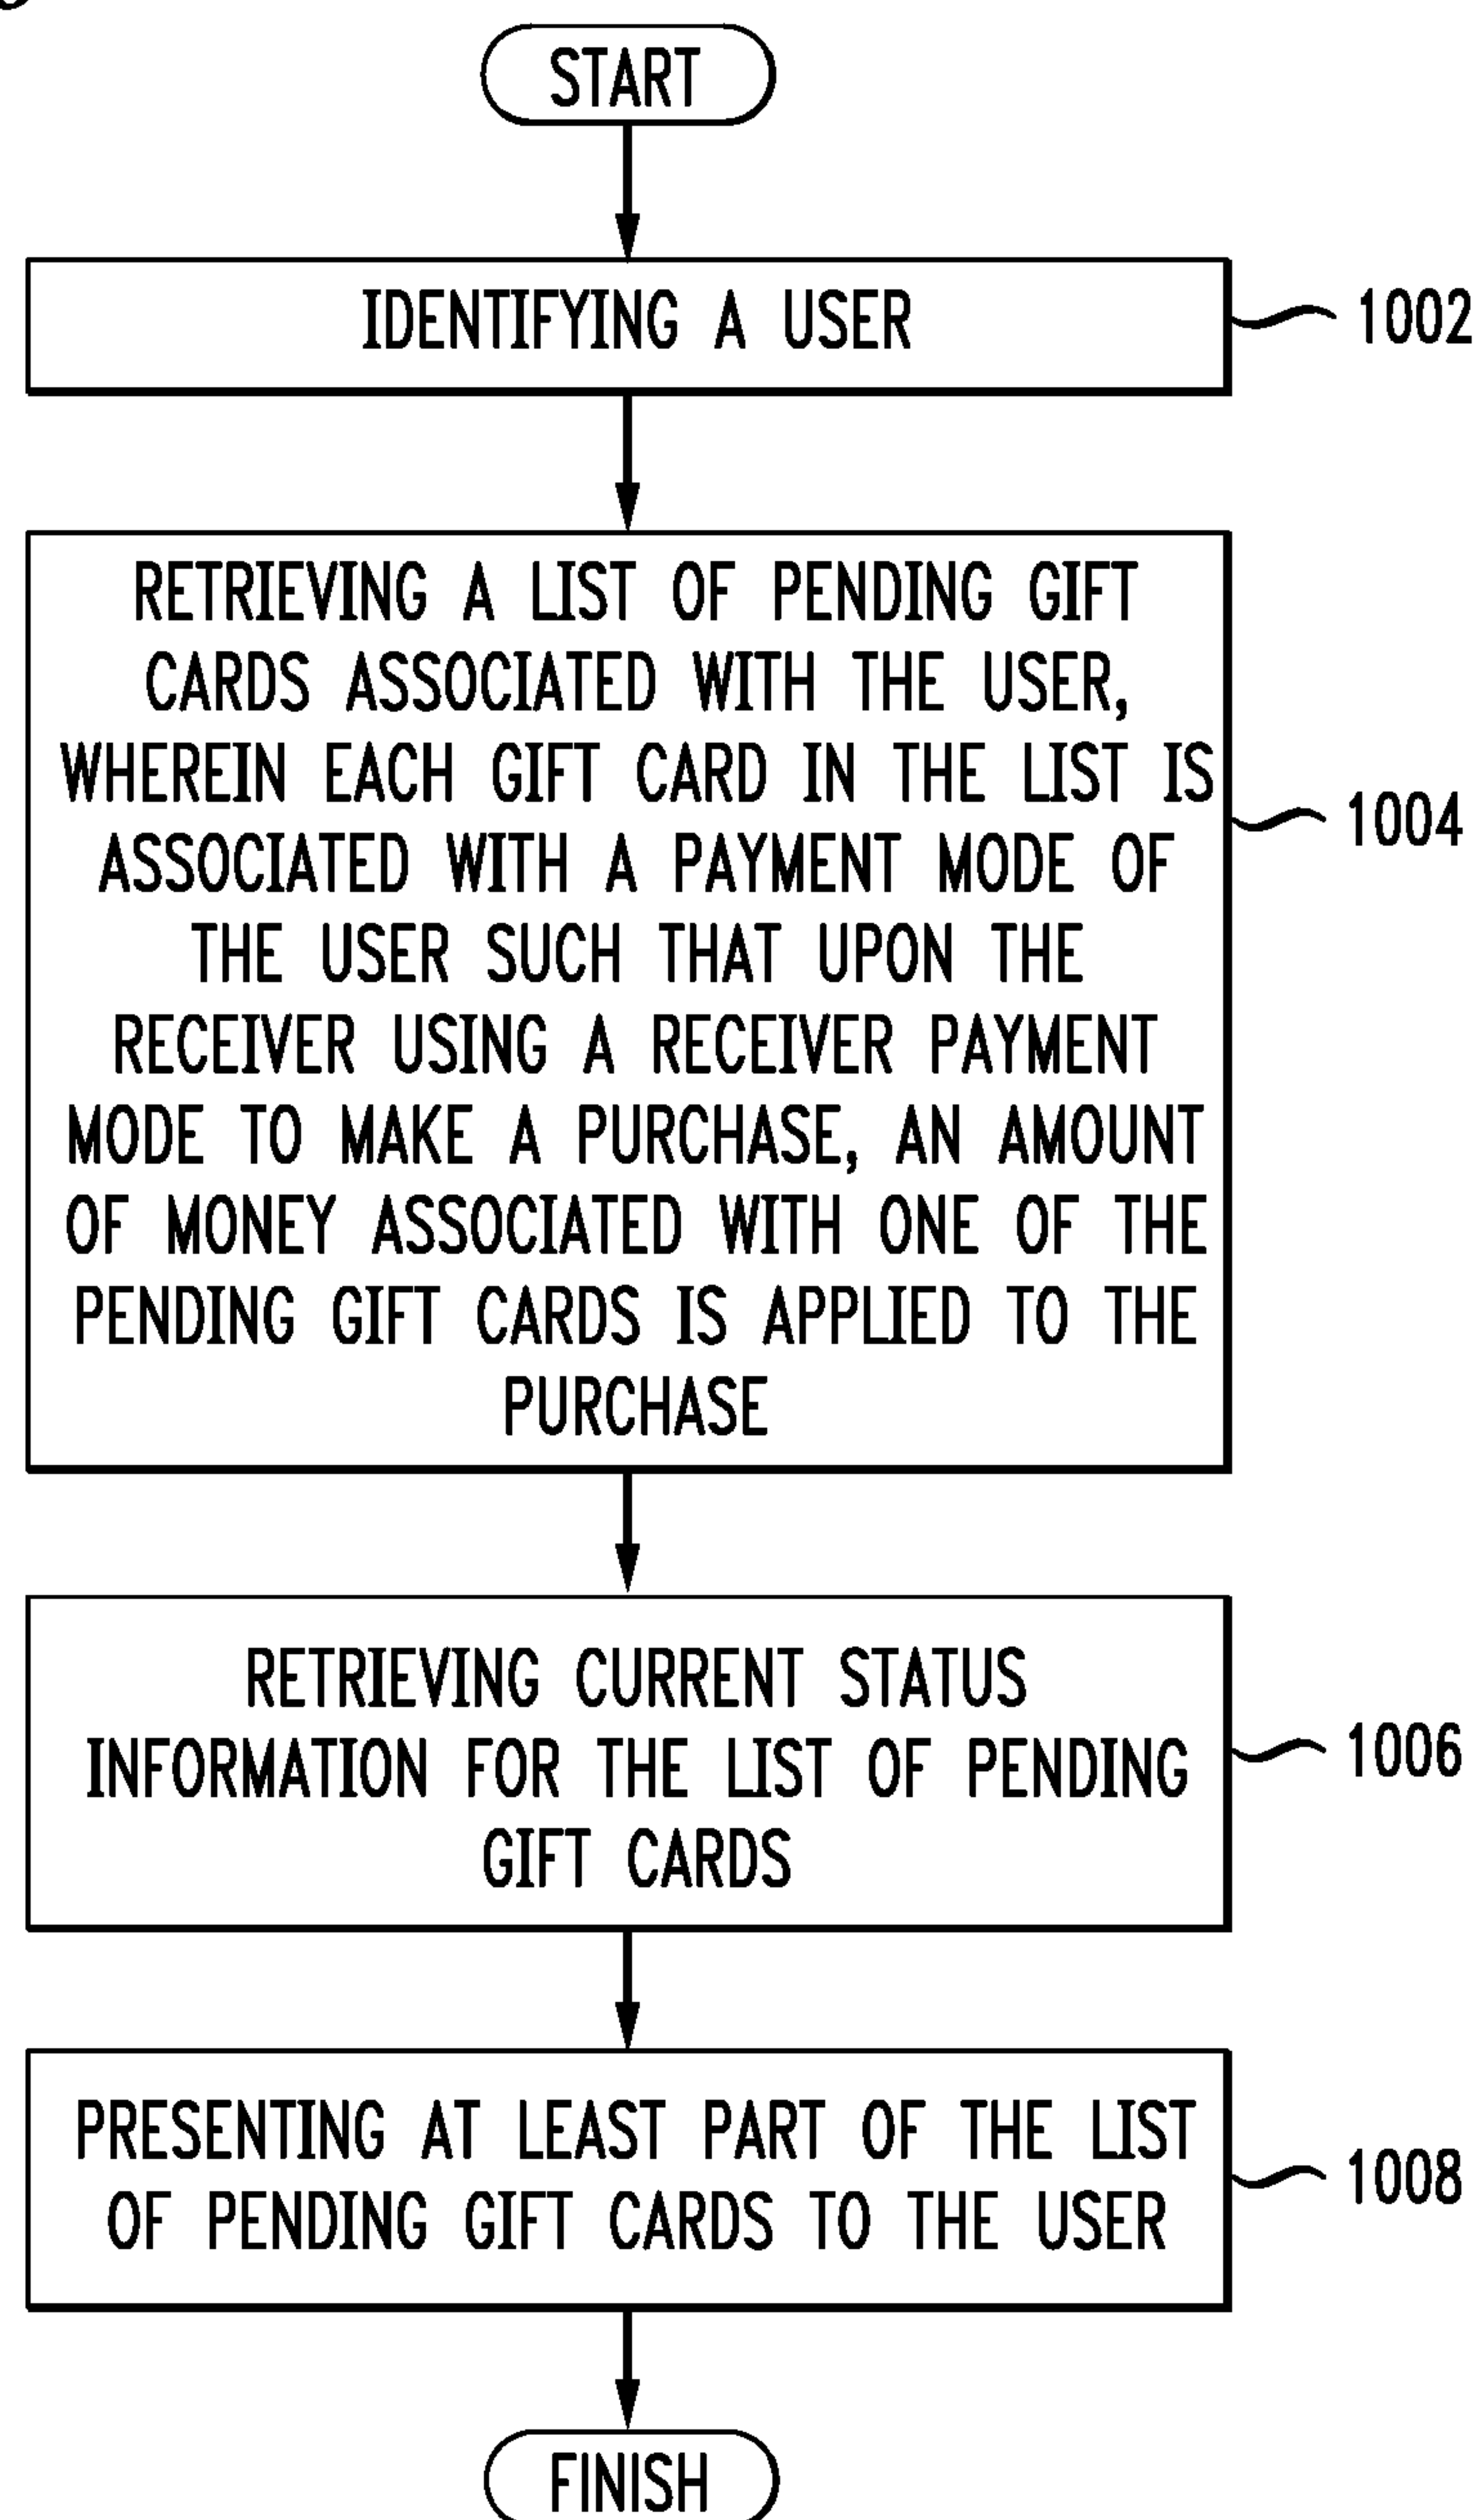 START
IDENTIFYING A USER
1002
RETRIEVING A LIST OF PENDING GIFT
CARDS ASSOCIATED WITH THE USER,
WHEREIN EACH GIFT CARD IN THE LIST IS
ASSOCIATED WITH A PAYMENT MODE OF
THE USER SUCH THAT UPON THE
RECEIVER USING A RECEIVER PAYMENT
MODE TO MAKE A PURCHASE, AN AMOUNT
OF MONEY ASSOCIATED WITH ONE OF THE
PENDING GIFT CARDS IS APPLIED TO THE
PURCHASE
1004
RETRIEVING CURRENT STATUS
INFORMATION FOR THE LIST OF PENDING
GIFT CARDS
1006
PRESENTING AT LEAST PART OF THE LIST
OF PENDING GIFT CARDS TO THE USER
1008
FINISH